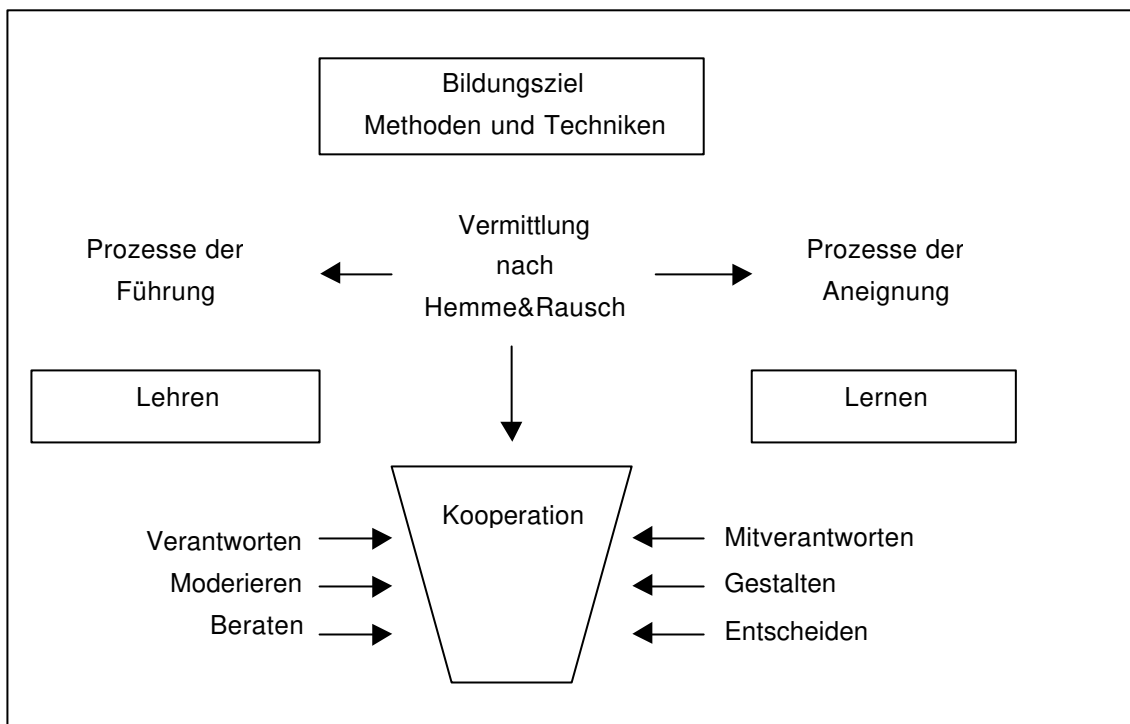 Bildungsziel
Methoden und Techniken
Prozesse der
Führung
Vermittlung
nach
Hemme&Rausch
Prozesse der
Aneignung
Lehren
Lernen
Kooperation
Verantworten
Moderieren
Beraten
Mitverantworten
Gestalten
Entscheiden